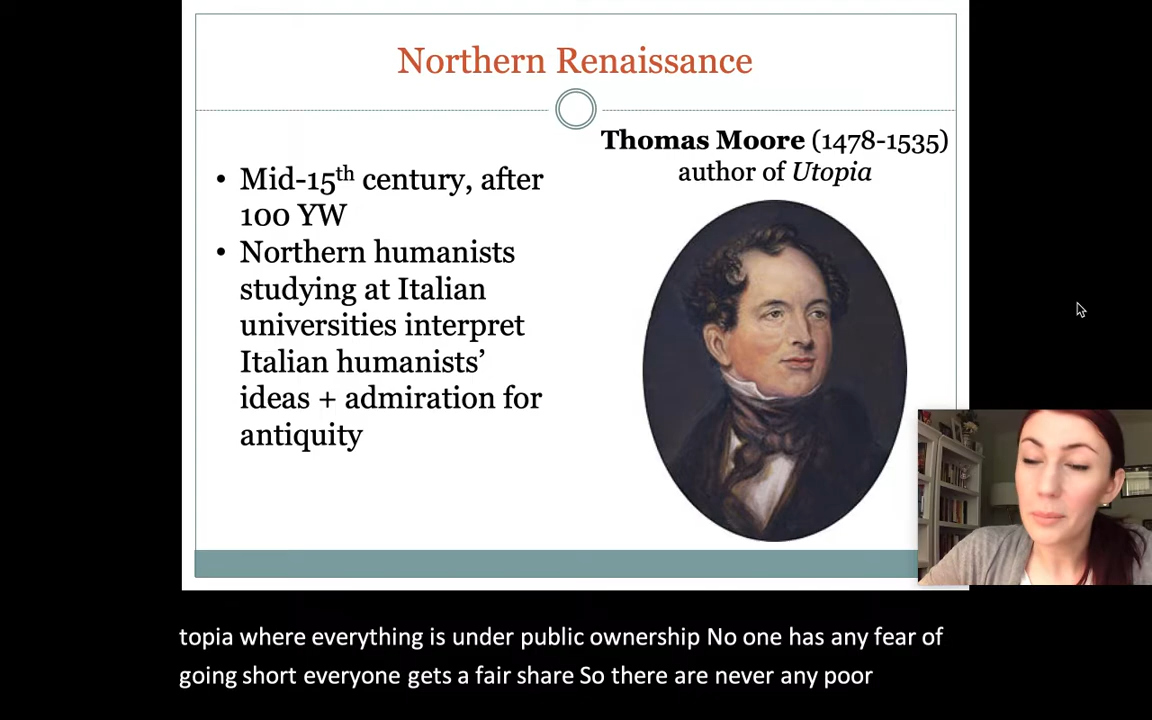 Northern Renaissance
Thomas Moore (1478-1535)
author of Utopia
• Mid-15th century, after
100 YW
• Northern humanists
studying at Italian
universities interpret
Italian humanists’
ideas + admiration for
antiquity
topia where everything is under public ownership No one has any fear of
going short everyone gets a fair share So there are never any poor